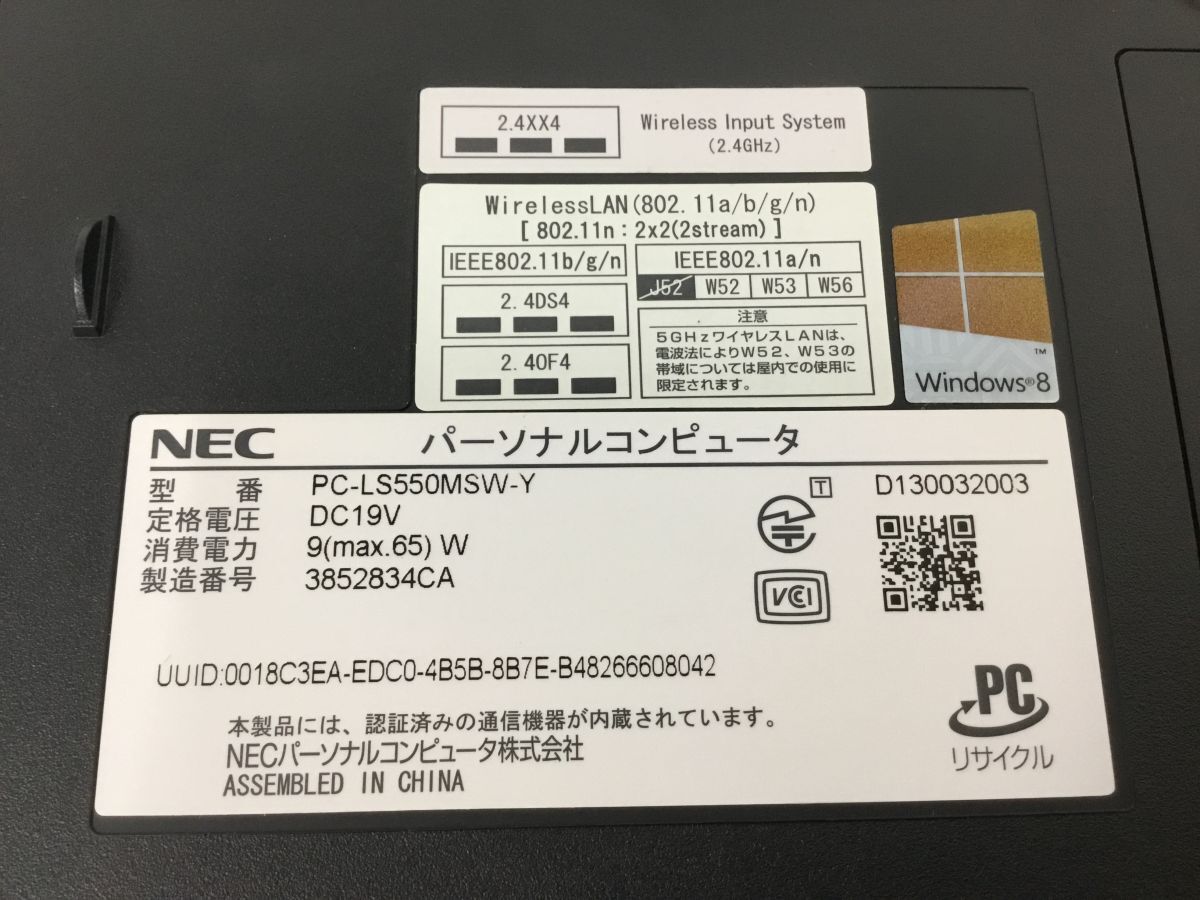 2.4XX4
Wireless Input System
(2.4GHz)
WirelessLAN(802.11a/b/g/n)
[ 802.11n : 2x2(2stream) ]
IEEE802.11b/g/n
2.4DS4
2.4OF4
IEEE802.11a/n
J52 W52 W53 W56
注意
5GHzワイヤレスLANは、
電波法によりW52、W53の
帯域については屋内での使用に
限定されます。
TM
Windows®8
NEC パーソナルコンピュータ
型番 PC-LS550MSW-Y
定格電圧 DC19V
消費電力 9(max.65) W
製造番号 3852834CA
T
D130032003
VCI
UUID:0018C3EA-EDC0-4B5B-8B7E-B48266608042
本製品には、認証済みの通信機器が内蔵されています。
NECパーソナルコンピュータ株式会社
ASSEMBLED IN CHINA
PC
リサイクル